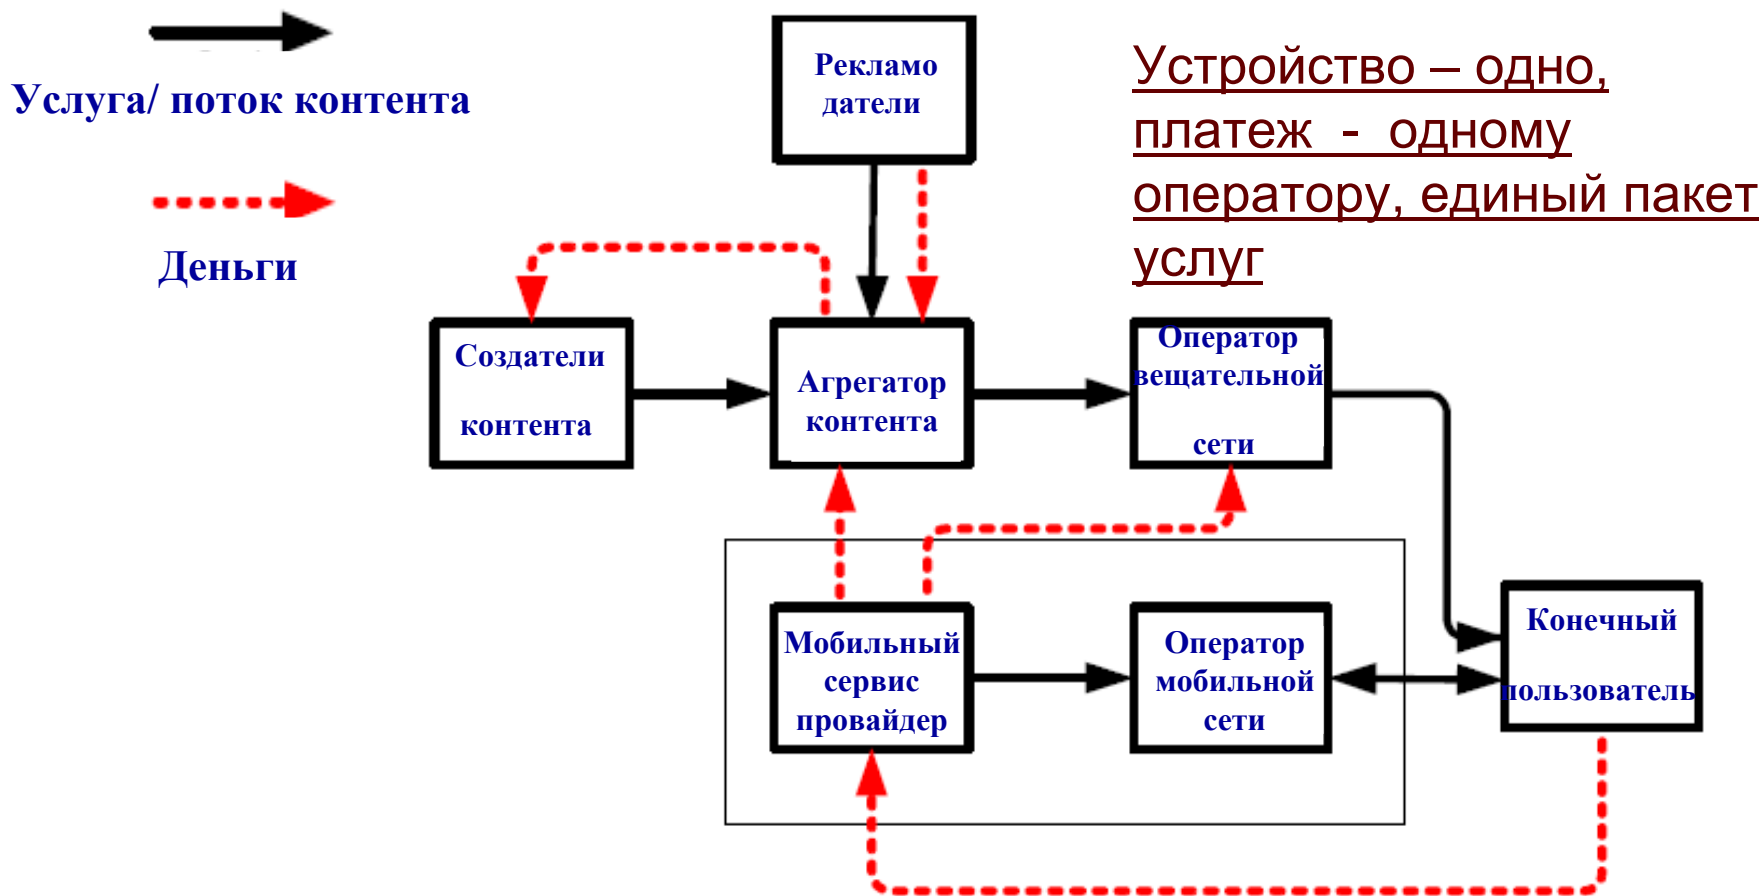 Услуга/ поток контента
Деньги
Рекламо
датели
Устройство – одно,
платеж - одному
оператору, единый пакет
услуг
Создатели
контента
Агрегатор
контента
Оператор
вещательной
сети
Мобильный
сервис
провайдер
Оператор
мобильной
сети
Конечный
пользователь